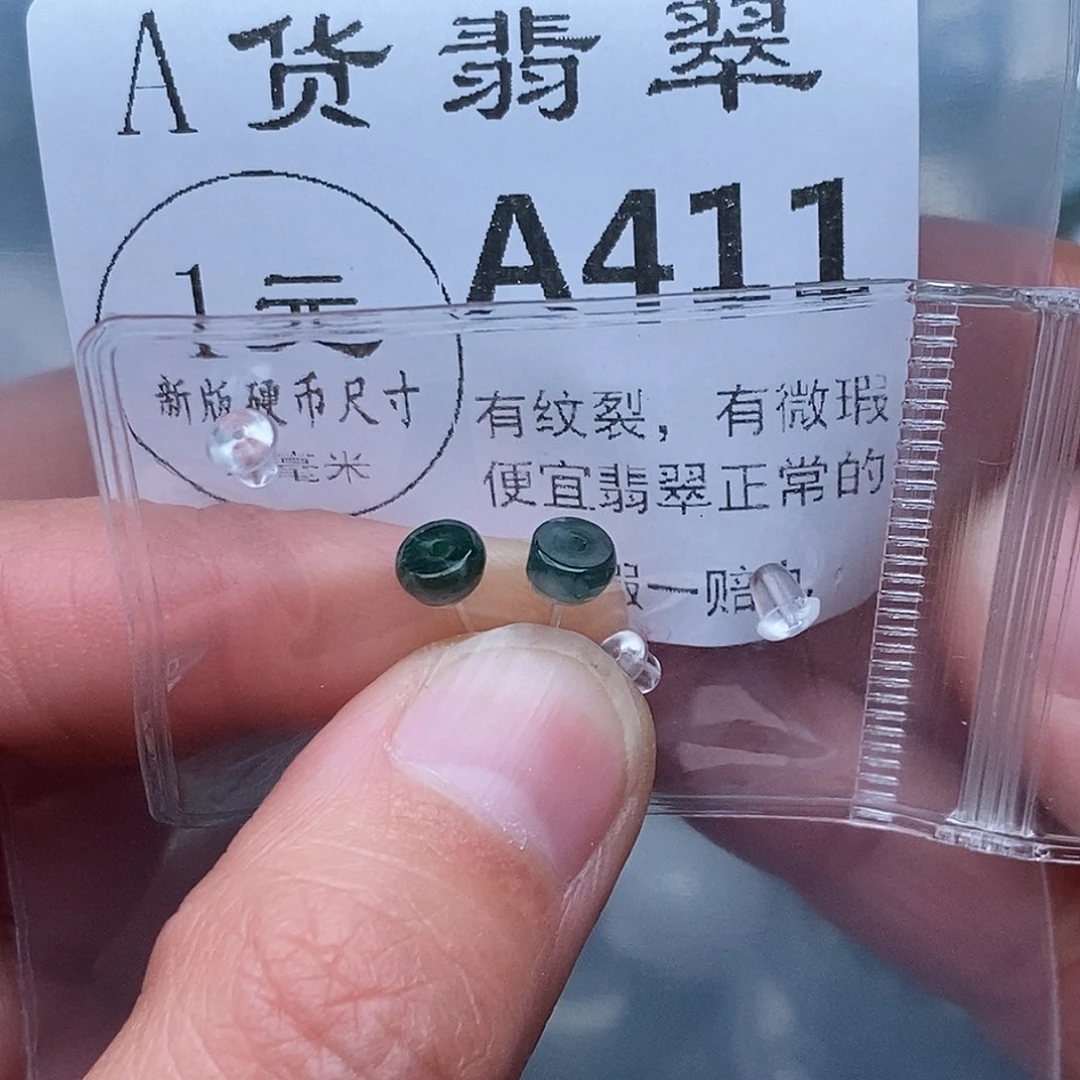 A货翡翠
A411
1元
新版硬币尺寸
毫米
有纹裂，有微瑕
便宜翡翠正常的
假一赔